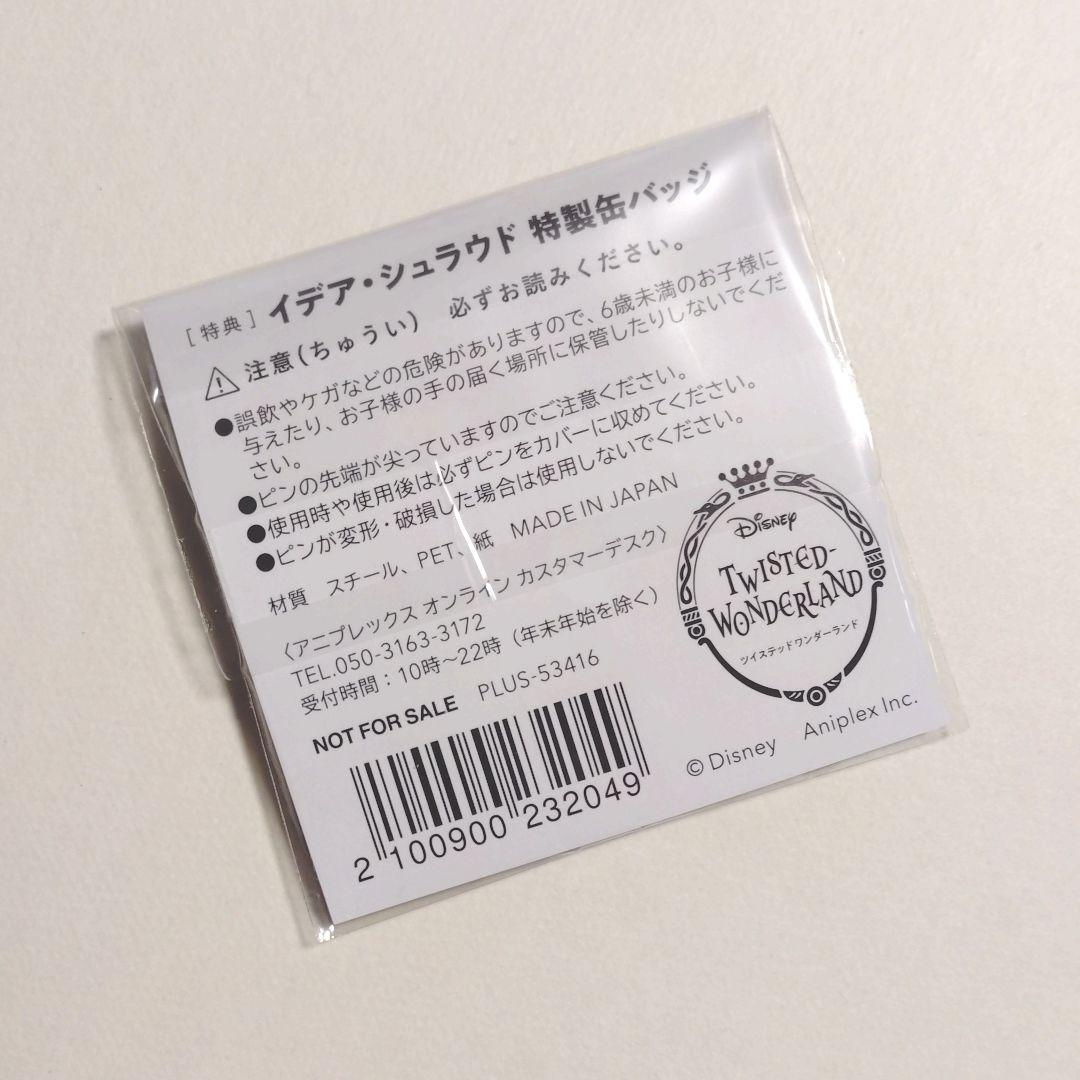 [特典] イデア・シュラウド 特製缶バッジ
注意(ちゅうい) 必ずお読みください。
●誤飲やケガなどの危険がありますので、6歳未満のお子様に
与えたり、お子様の手の届く場所に保管したりしないでくだ
さい。
●ピンの先端が尖っていますのでご注意ください。
●使用時や使用後は必ずピンをカバーに収めてください。
●ピンが変形・破損した場合は使用しないでください。
材質 スチール、PET、紙 MADE IN JAPAN
〈アニプレックス オンライン カスタマーデスク〉
TEL.050-3163-3172
受付時間:10時〜22時(年末年始を除く)
NOT FOR SALE PLUS-53416
2 100900 232049
Disney
TWISTED-
WONDERLAND
ツイステッドワンダーランド
©Disney Aniplex Inc.